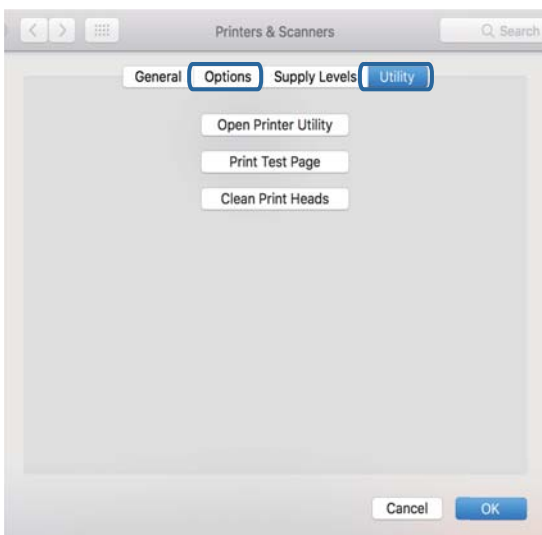 Printers & Scanners Search
General Options Supply Levels Utility
Open Printer Utility
Print Test Page
Clean Print Heads
Cancel OK